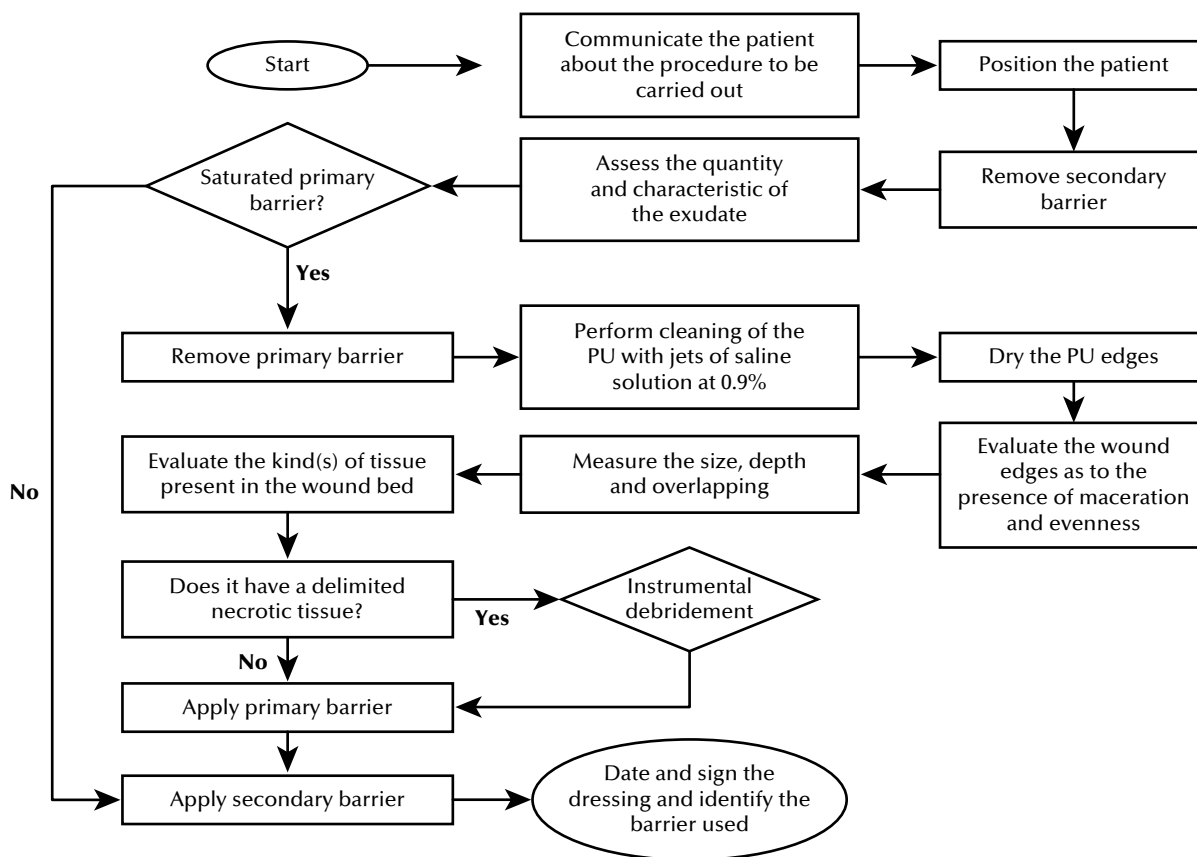 Start
Communicate the patient
about the procedure to be
carried out
Position the patient
Saturated primary
barrier?
Assess the quantity
and characteristic of
the exudate
Remove secondary
barrier
Yes
Remove primary barrier
Perform cleaning of the
PU with jets of saline
solution at 0.9%
Dry the PU edges
No
Evaluate the kind(s) of tissue
present in the wound bed
Measure the size, depth
and overlapping
Evaluate the wound
edges as to the
presence of maceration
and evenness
Does it have a delimited
necrotic tissue?
Yes
Instrumental
debridement
No
Apply primary barrier
Apply secondary barrier
Date and sign the
dressing and identify the
barrier used